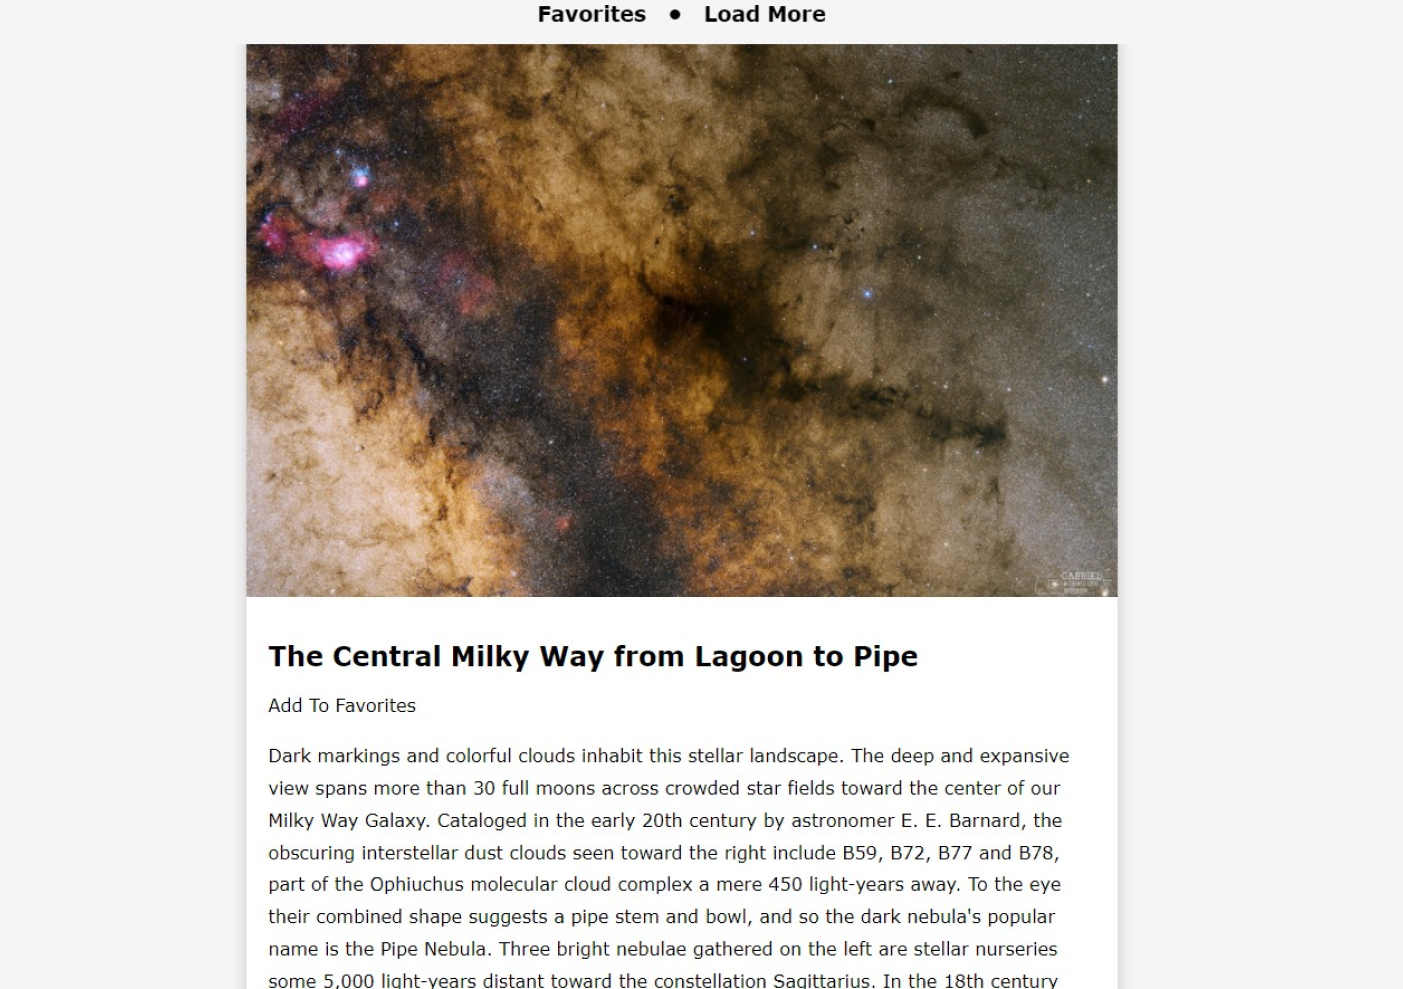 Favorites ● Load More
GABRIEL
The Central Milky Way from Lagoon to Pipe
Add To Favorites
Dark markings and colorful clouds inhabit this stellar landscape. The deep and expansive
view spans more than 30 full moons across crowded star fields toward the center of our
Milky Way Galaxy. Cataloged in the early 20th century by astronomer E. E. Barnard, the
obscuring interstellar dust clouds seen toward the right include B59, B72, B77 and B78,
part of the Ophiuchus molecular cloud complex a mere 450 light-years away. To the eye
their combined shape suggests a pipe stem and bowl, and so the dark nebula's popular
name is the Pipe Nebula. Three bright nebulae gathered on the left are stellar nurseries
some 5,000 light-years distant toward the constellation Sagittarius. In the 18th century